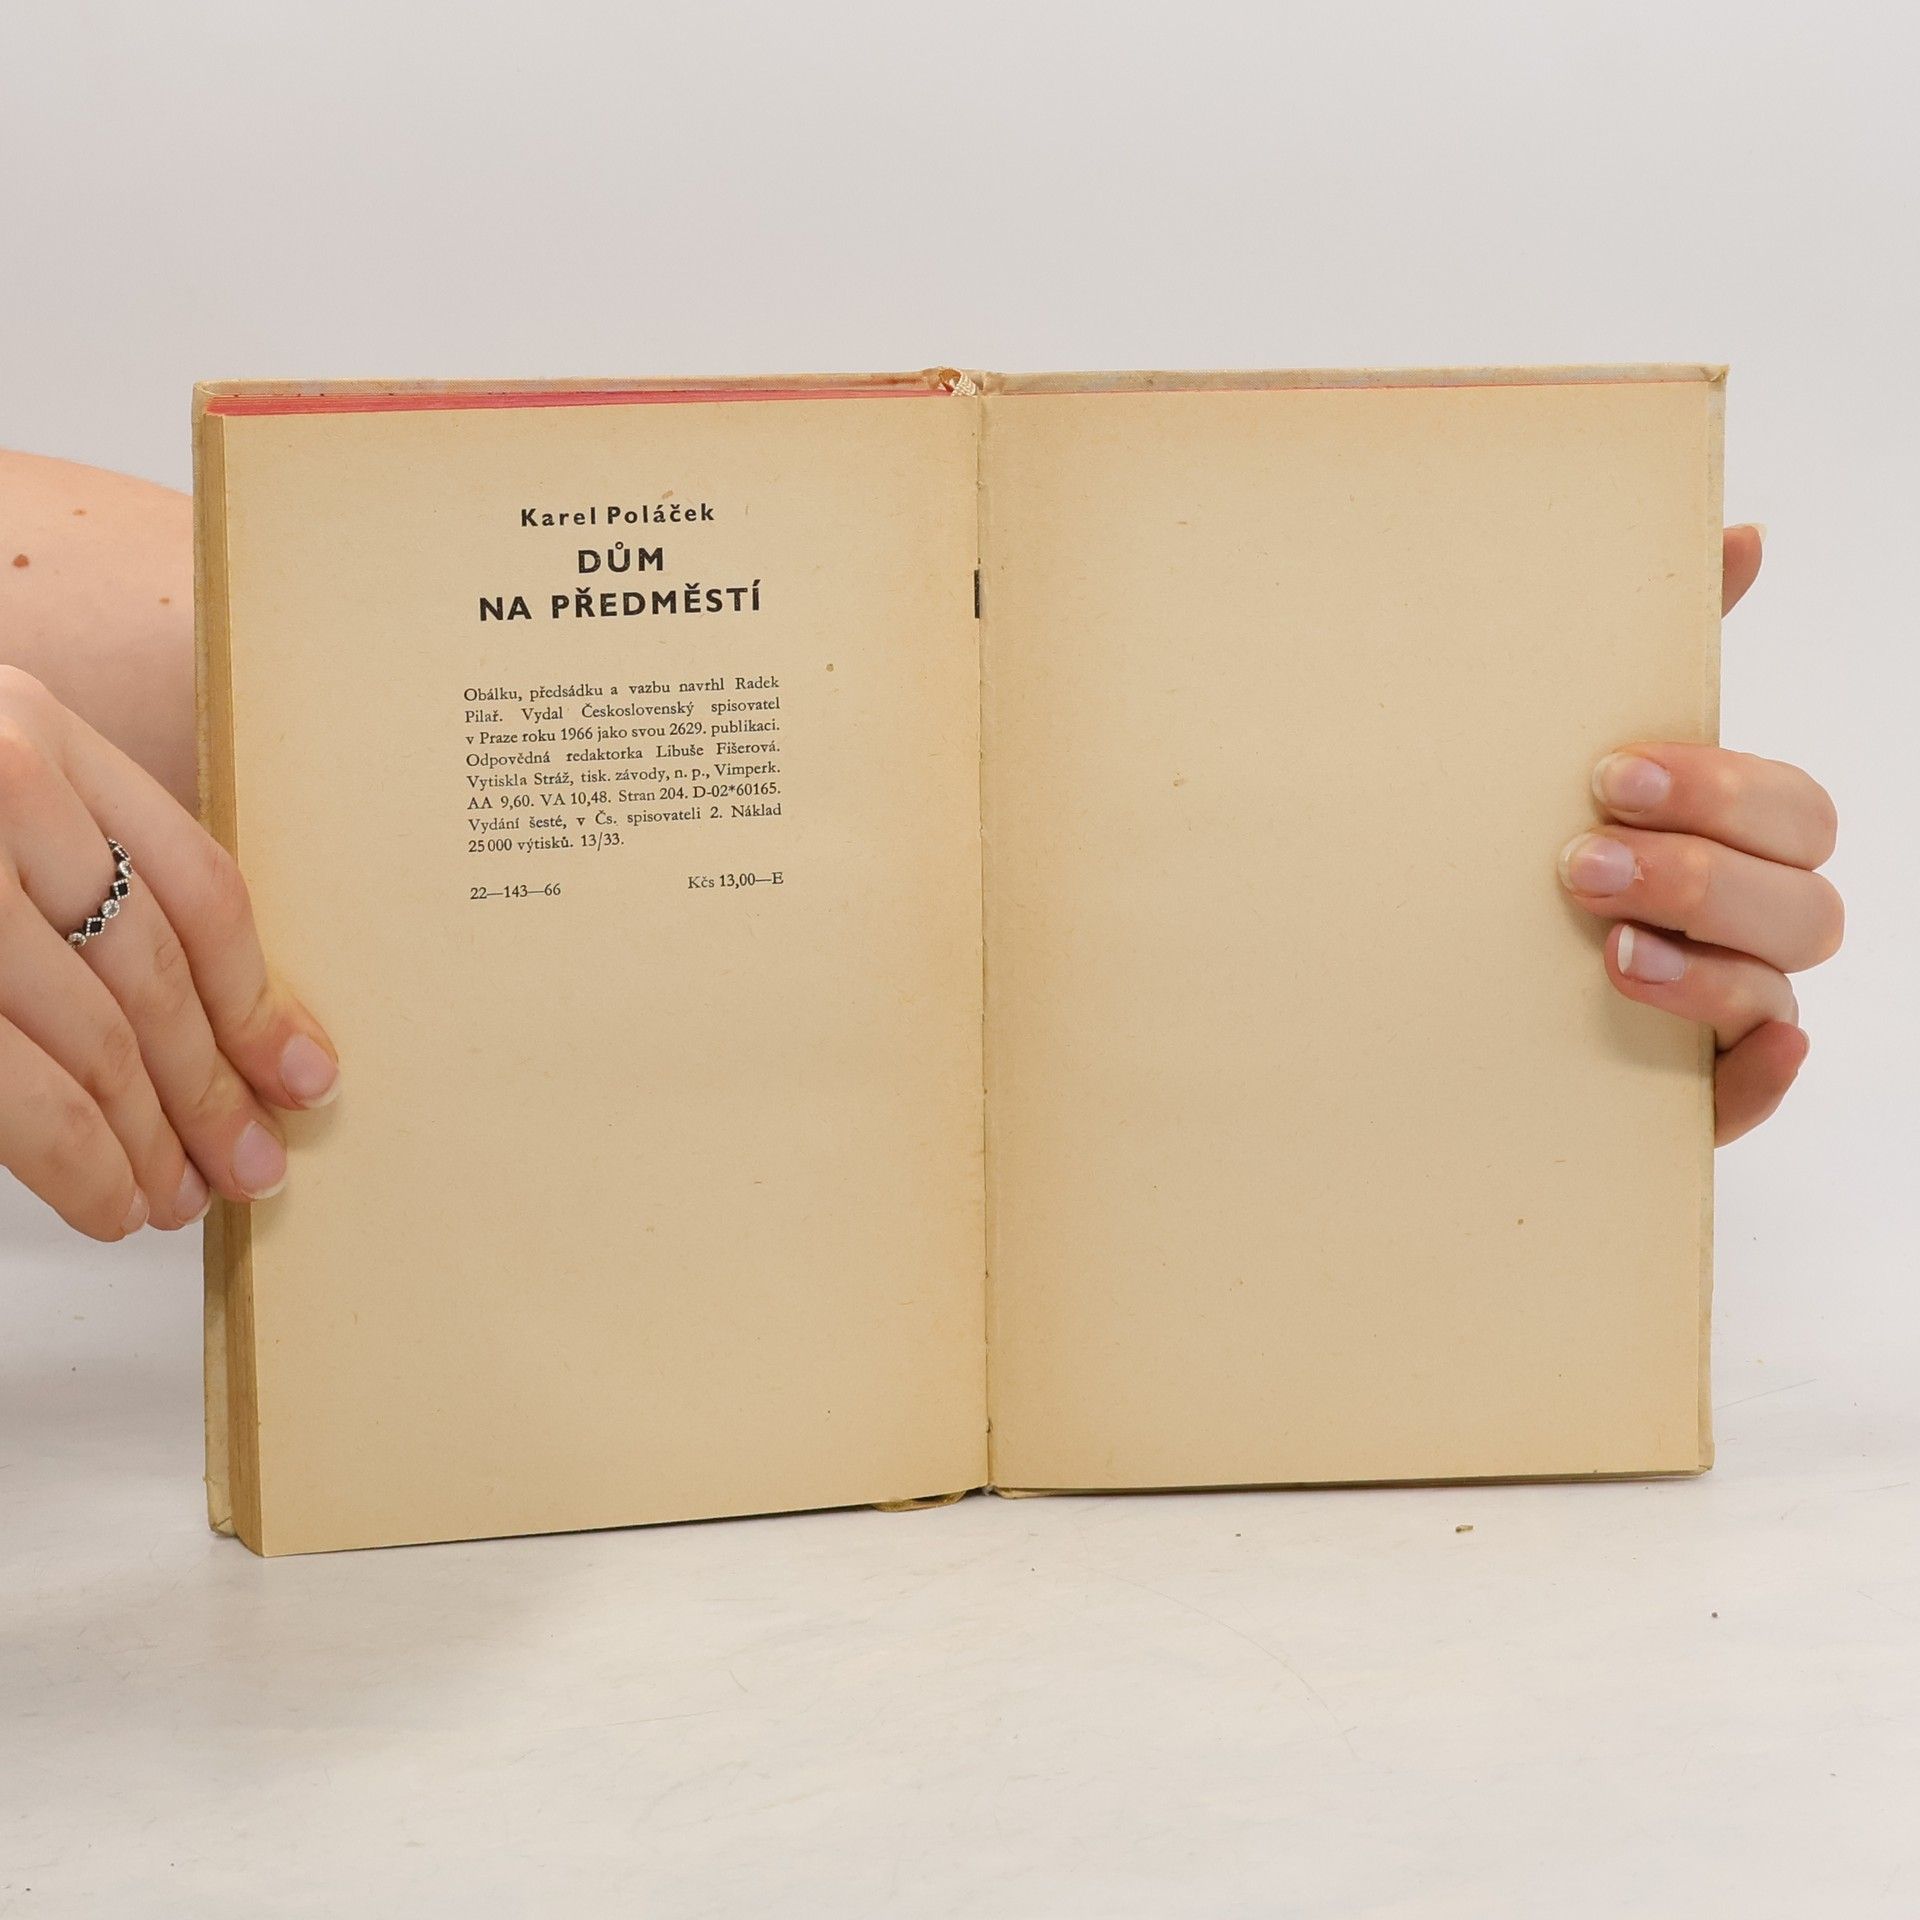 Karel Poláček
DŮM
NA PŘEDMĚSTÍ
Obálku, předsádku a vazbu navrhl Radek
Pilař. Vydal Československý spisovatel
v Praze roku 1966 jako svou 2629. publikaci.
Odpovědná redaktorka Libuše Fišerová.
Vytiskla Stráž, tisk. závody, n. p., Vimperk.
AA 9,60. VA 10,48. Stran 204. D-02*60165.
Vydání šesté, v Čs. spisovateli 2. Náklad
25 000 výtisků. 13/33.
22—143—66 Kčs 13,00—E